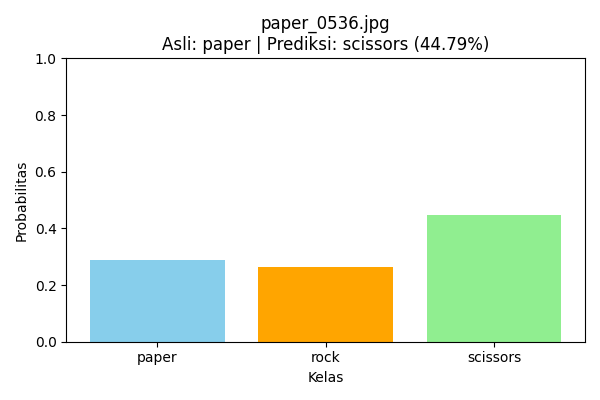 paper_0536.jpg
Asli: paper | Prediksi: scissors (44.79%)
1.0
0.8
0.6
0.4
0.2
0.0
Probabilitas
paper rock scissors
Kelas